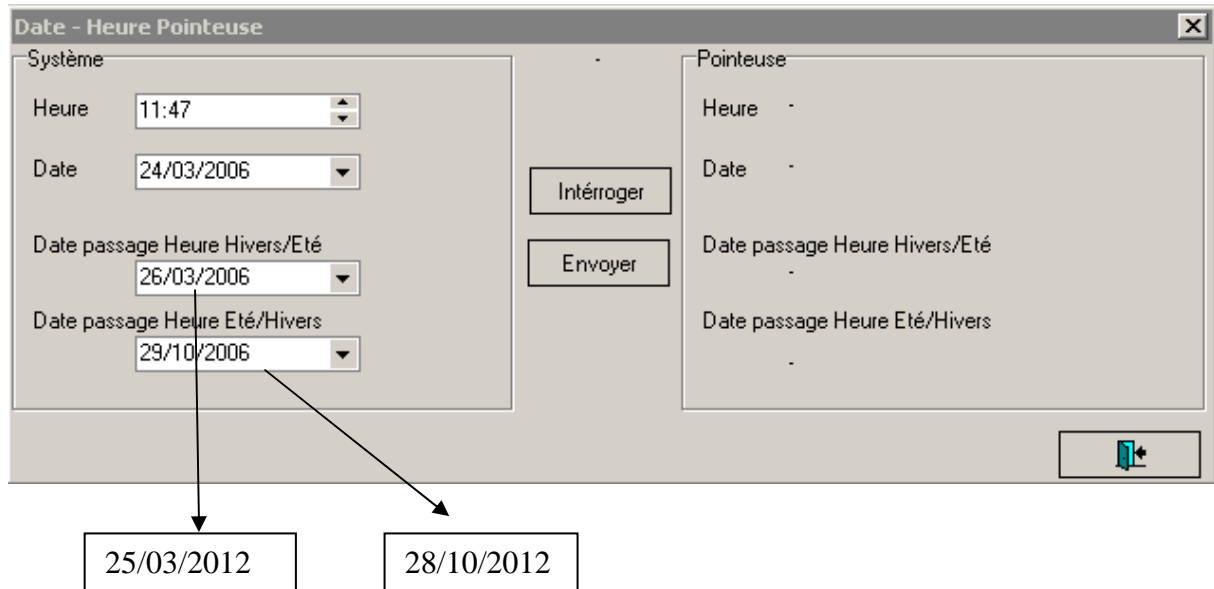 Date - Heure Pointeuse
Système
Heure
11:47
Date
24/03/2006
Date passage Heure Hivers/Eté
26/03/2006
Date passage Heure Eté/Hivers
29/10/2006
-
Intérroger
Envoyer
Pointeuse
Heure -
Date -
Date passage Heure Hivers/Eté
-
Date passage Heure Eté/Hivers
-
25/03/2012
28/10/2012